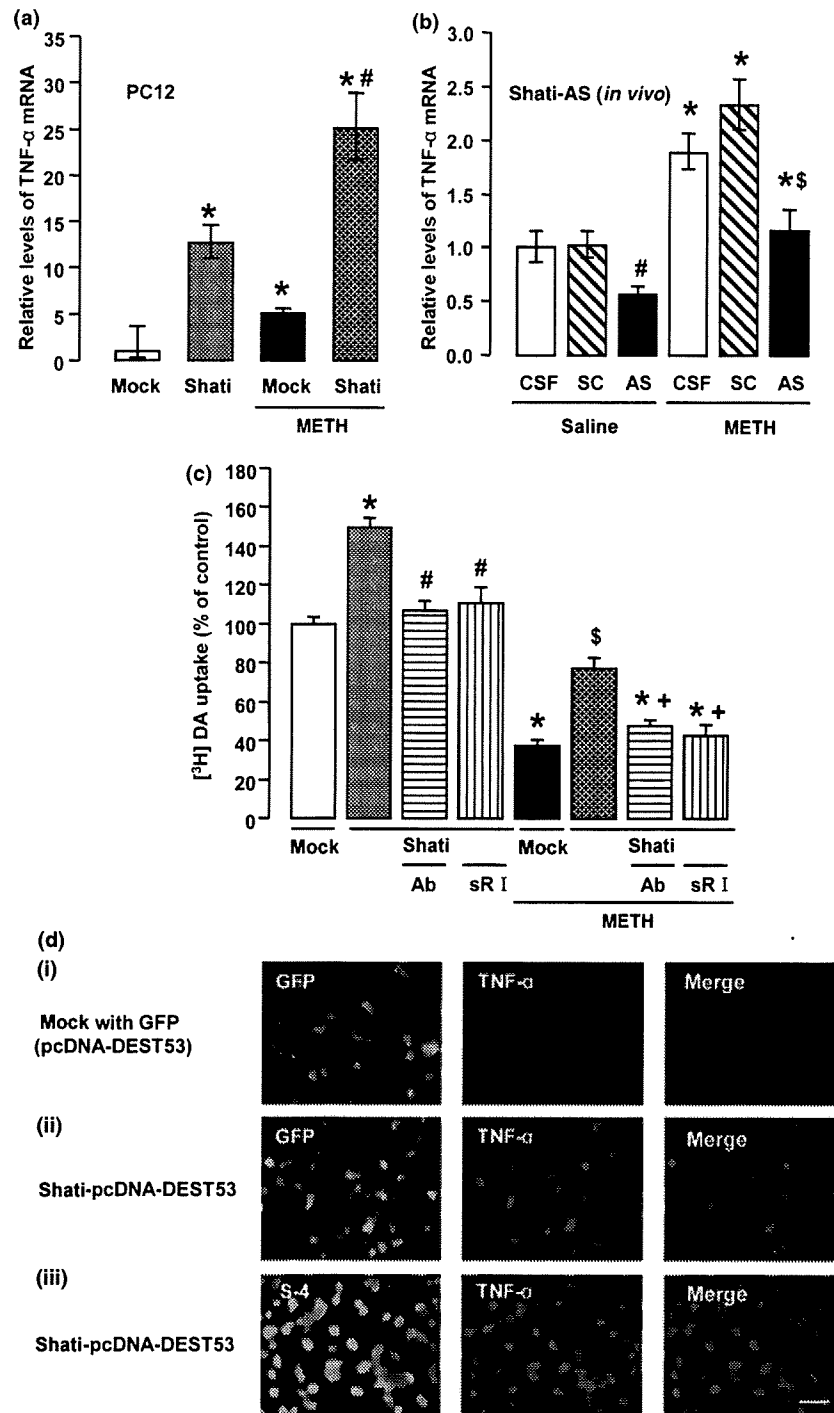 (a)
Relative levels of TNF-α mRNA
35
30
25
20
15
10
5
0
PC12
*
*
* #
Mock Shati Mock Shati
METH
(b)
Relative levels of TNF-α mRNA
3.0
2.5
2.0
1.5
1.0
0.5
0.0
Shati-AS (in vivo)
#
*
*
*$
CSF SC AS CSF SC AS
Saline METH
(c)
[³H] DA uptake (% of control)
180
160
140
120
100
80
60
40
20
0
*
#
#
*
$
* +
* +
Mock Shati Mock Shati
Ab sR I Ab sR I
METH
(d)
(i)
Mock with GFP
(pcDNA-DEST53)
GFP TNF-α Merge
(ii)
Shati-pcDNA-DEST53
GFP TNF-α Merge
(iii)
Shati-pcDNA-DEST53
S-4 TNF-α Merge